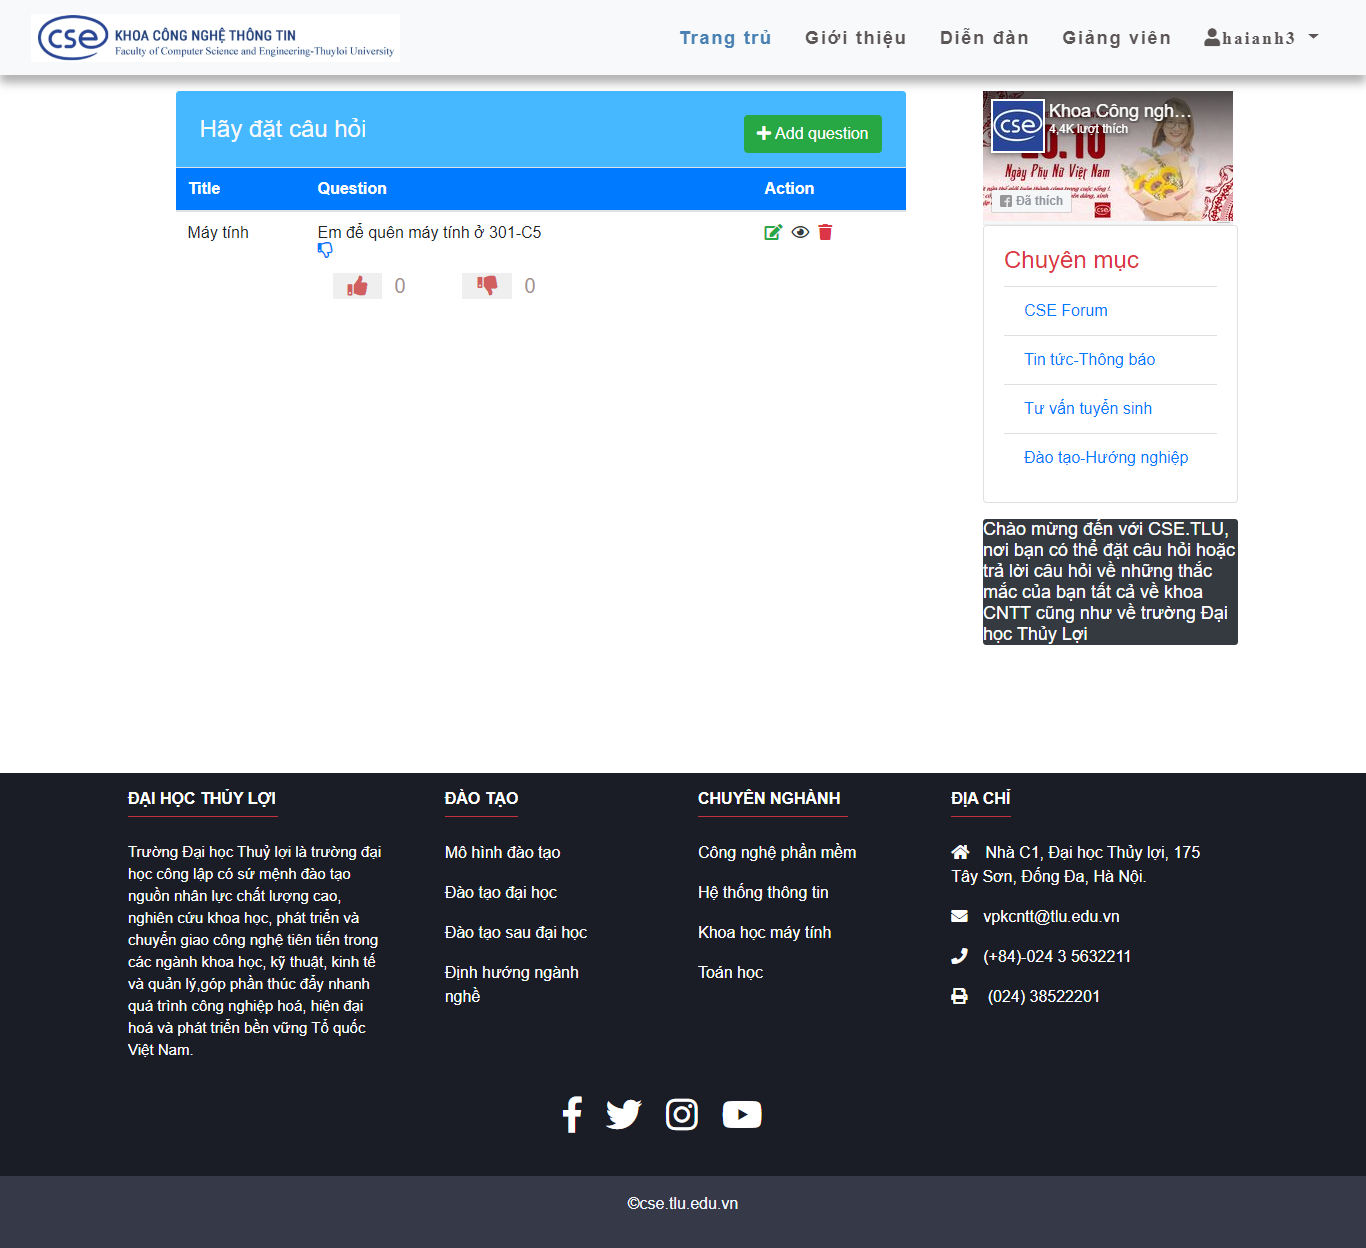 cse KHOA CÔNG NGHỆ THÔNG TIN
Faculty of Computer Science and Engineering-Thuyloi University
Trang trủ Giới thiệu Diễn đàn Giảng viên haianh3
Hãy đặt câu hỏi
Add question
Title Question Action
Máy tính Em để quên máy tính ở 301-C5
0 0
cse Khoa Công ngh...
4,4K lượt thích
20.10
Ngày Phụ Nữ Việt Nam
Đã thích
cse
Chuyên mục
CSE Forum
Tin tức-Thông báo
Tư vấn tuyển sinh
Đào tạo-Hướng nghiệp
Chào mừng đến với CSE.TLU,
nơi bạn có thể đặt câu hỏi hoặc
trả lời câu hỏi về những thắc
mắc của bạn tất cả về khoa
CNTT cũng như về trường Đại
học Thủy Lợi
ĐẠI HỌC THỦY LỢI
Trường Đại học Thuỷ lợi là trường đại
học công lập có sứ mệnh đào tạo
nguồn nhân lực chất lượng cao,
nghiên cứu khoa học, phát triển và
chuyển giao công nghệ tiên tiến trong
các ngành khoa học, kỹ thuật, kinh tế
và quản lý,góp phần thúc đẩy nhanh
quá trình công nghiệp hoá, hiện đại
hoá và phát triển bền vững Tổ quốc
Việt Nam.
ĐÀO TẠO
Mô hình đào tạo
Đào tạo đại học
Đào tạo sau đại học
Định hướng ngành
nghề
CHUYÊN NGHÀNH
Công nghệ phần mềm
Hệ thống thông tin
Khoa học máy tính
Toán học
ĐỊA CHỈ
Nhà C1, Đại học Thủy lợi, 175
Tây Sơn, Đống Đa, Hà Nội.
vpkcntt@tlu.edu.vn
(+84)-024 3 5632211
(024) 38522201
©cse.tlu.edu.vn